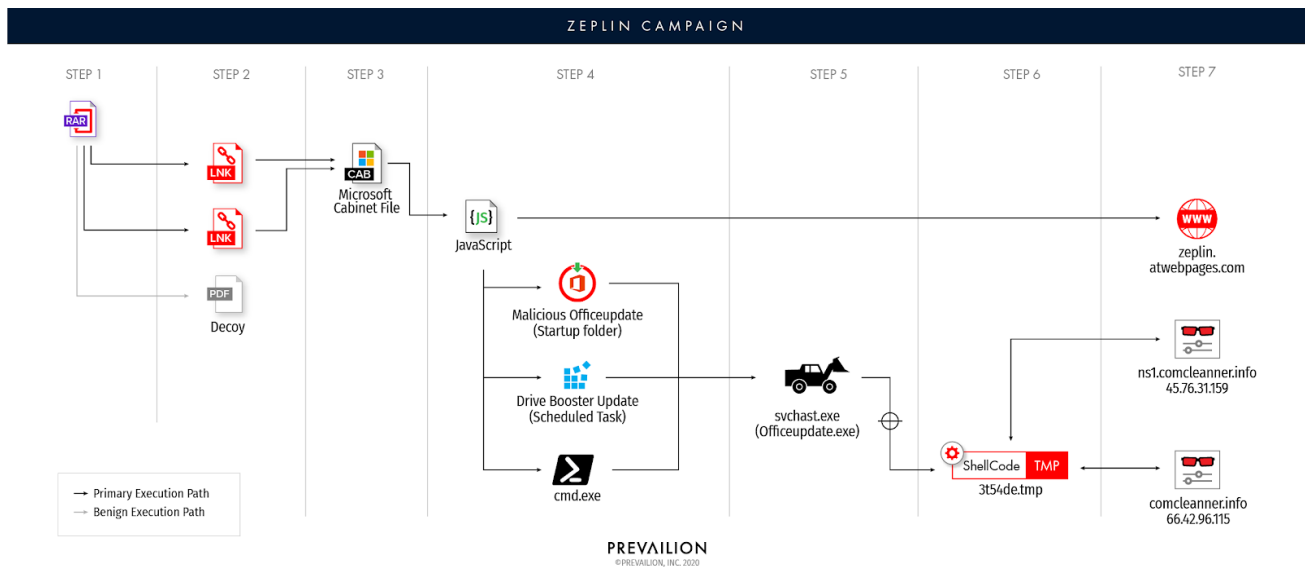 ZEPLIN CAMPAIGN
STEP 1
STEP 2
STEP 3
STEP 4
STEP 5
STEP 6
STEP 7
RAR
LNK
CAB
Microsoft
Cabinet File
LNK
{JS}
JavaScript
WWW
zeplin.
atwebpages.com
PDF
Decoy
Malicious Officeupdate
(Startup folder)
ns1.comcleanner.info
45.76.31.159
Drive Booster Update
(Scheduled Task)
svchast.exe
(Officeupdate.exe)
cmd.exe
ShellCode TMP
3t54de.tmp
comcleanner.info
66.42.96.115
Primary Execution Path
Benign Execution Path
PREVAILION
©PREVAILION, INC. 2020